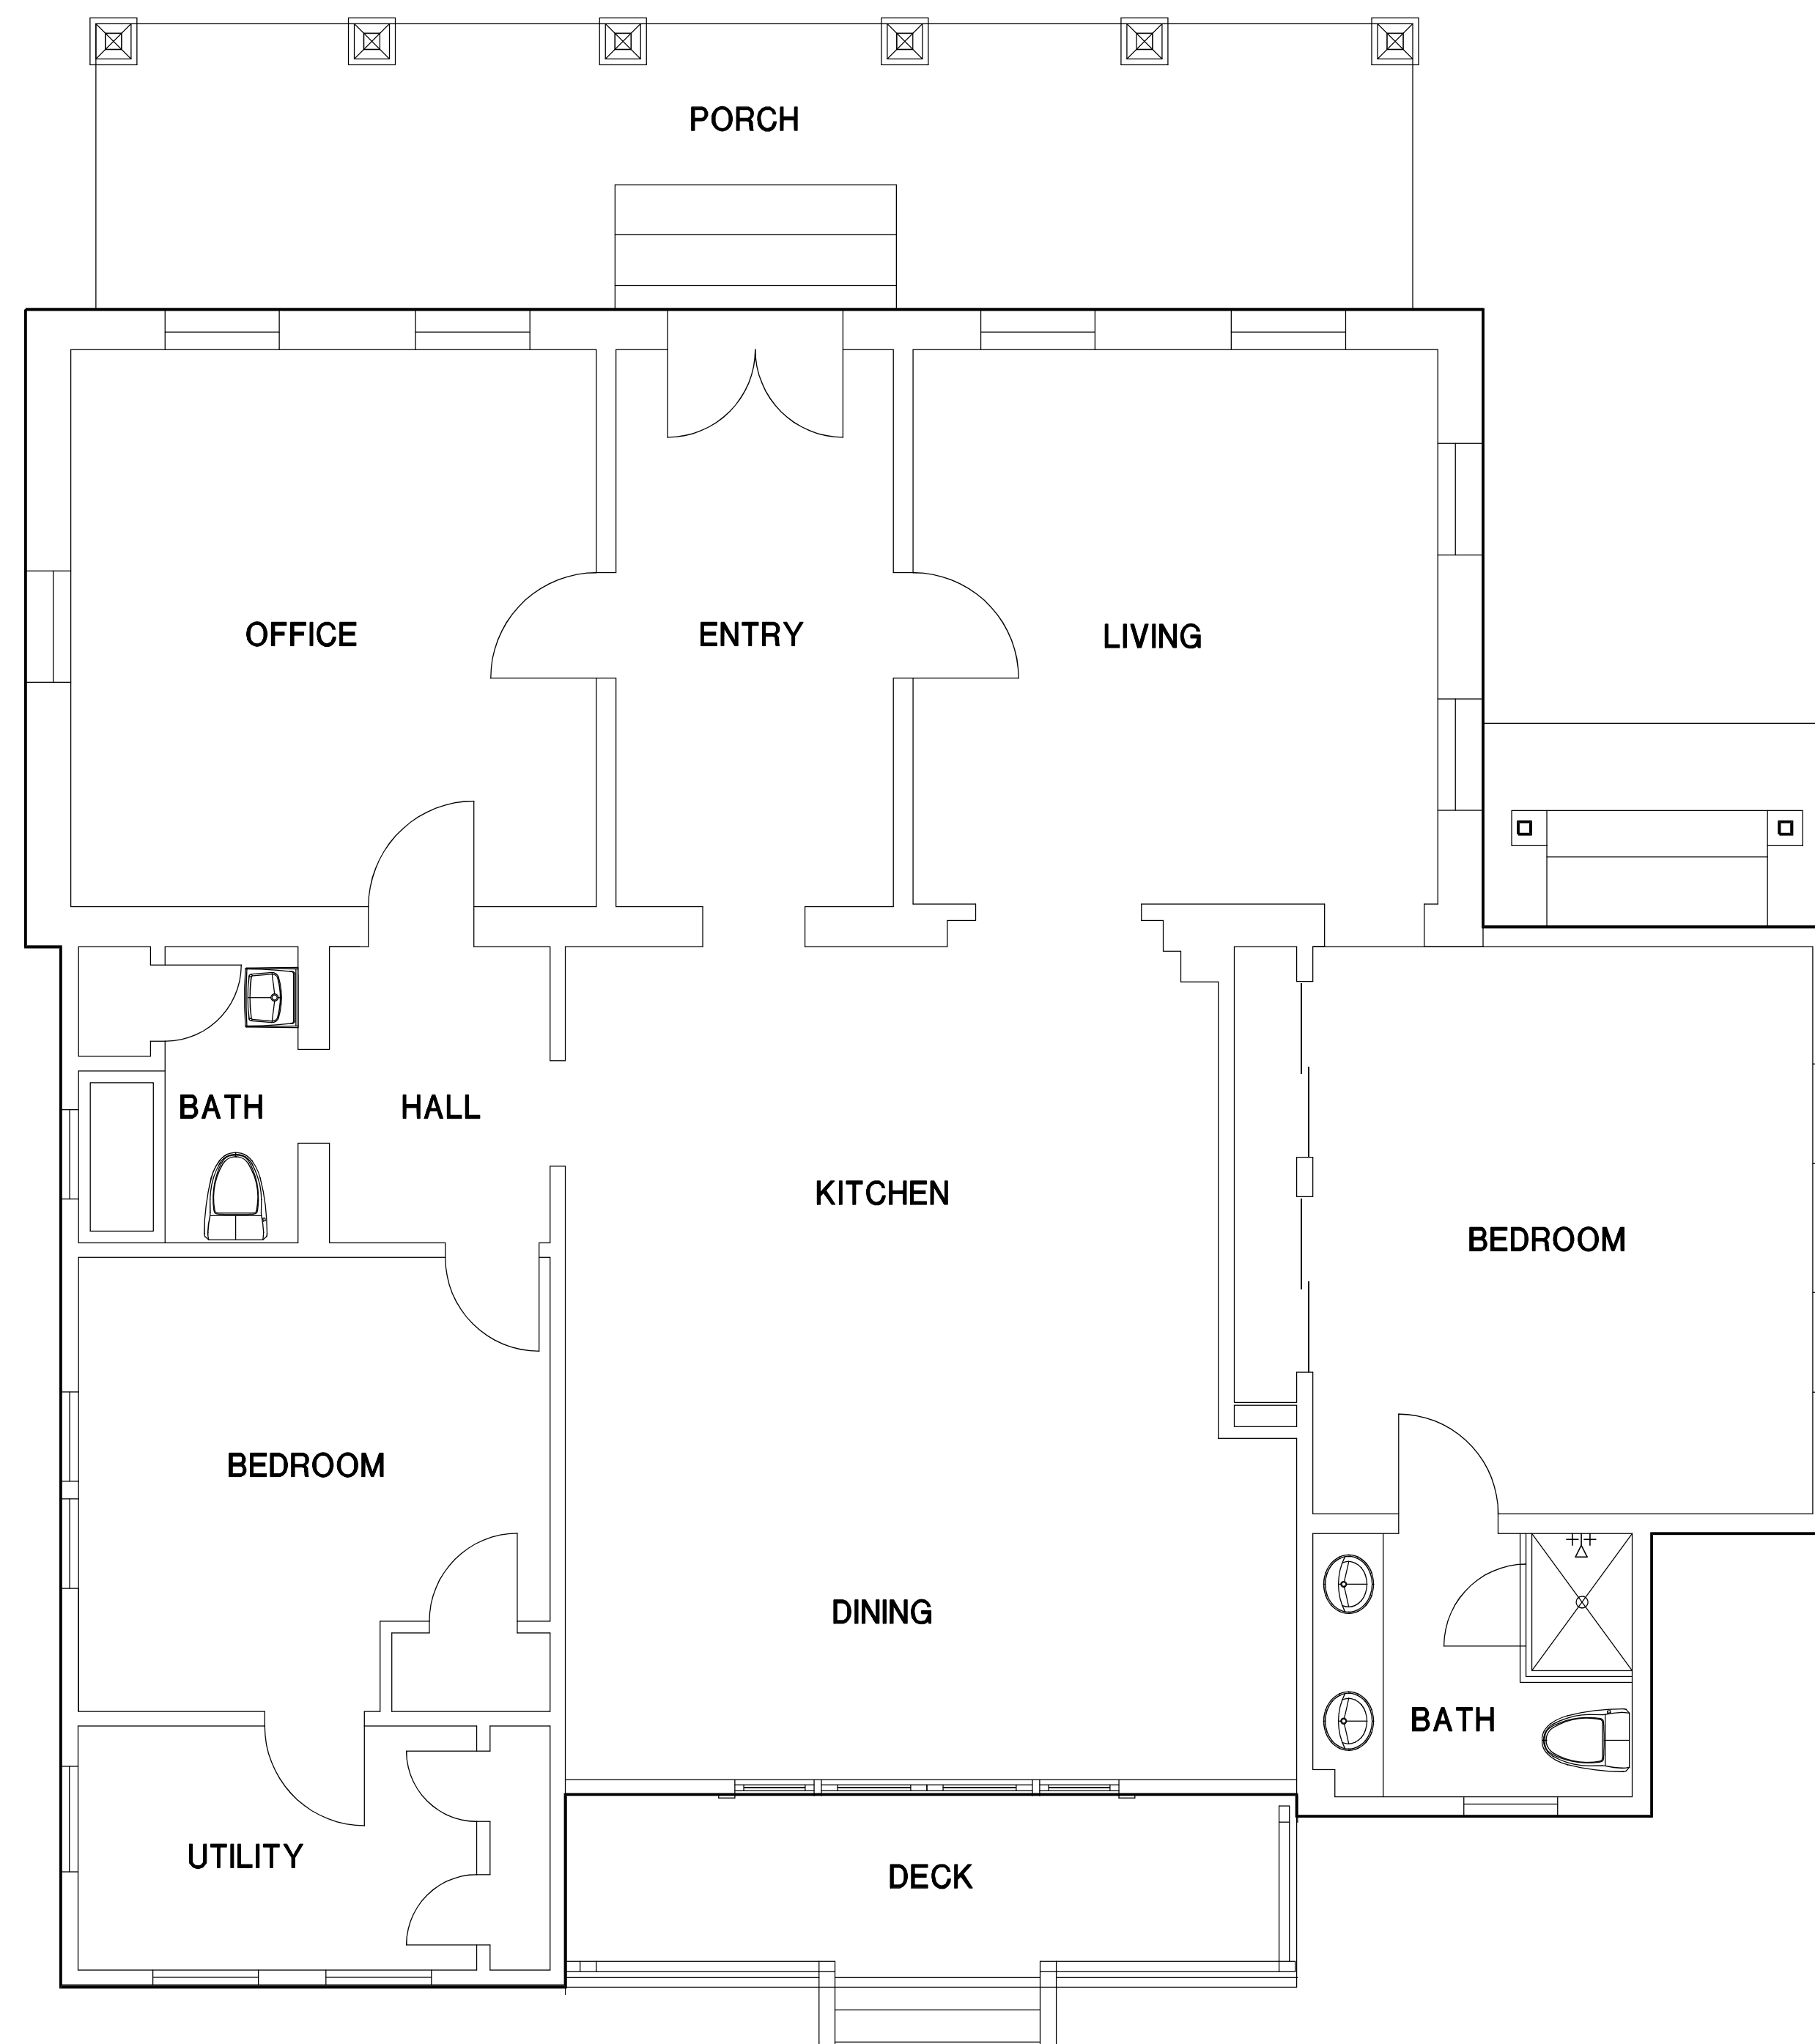 PORCH
OFFICE
ENTRY
LIVING
BATH
HALL
KITCHEN
BEDROOM
BEDROOM
DINING
BATH
UTILITY
DECK